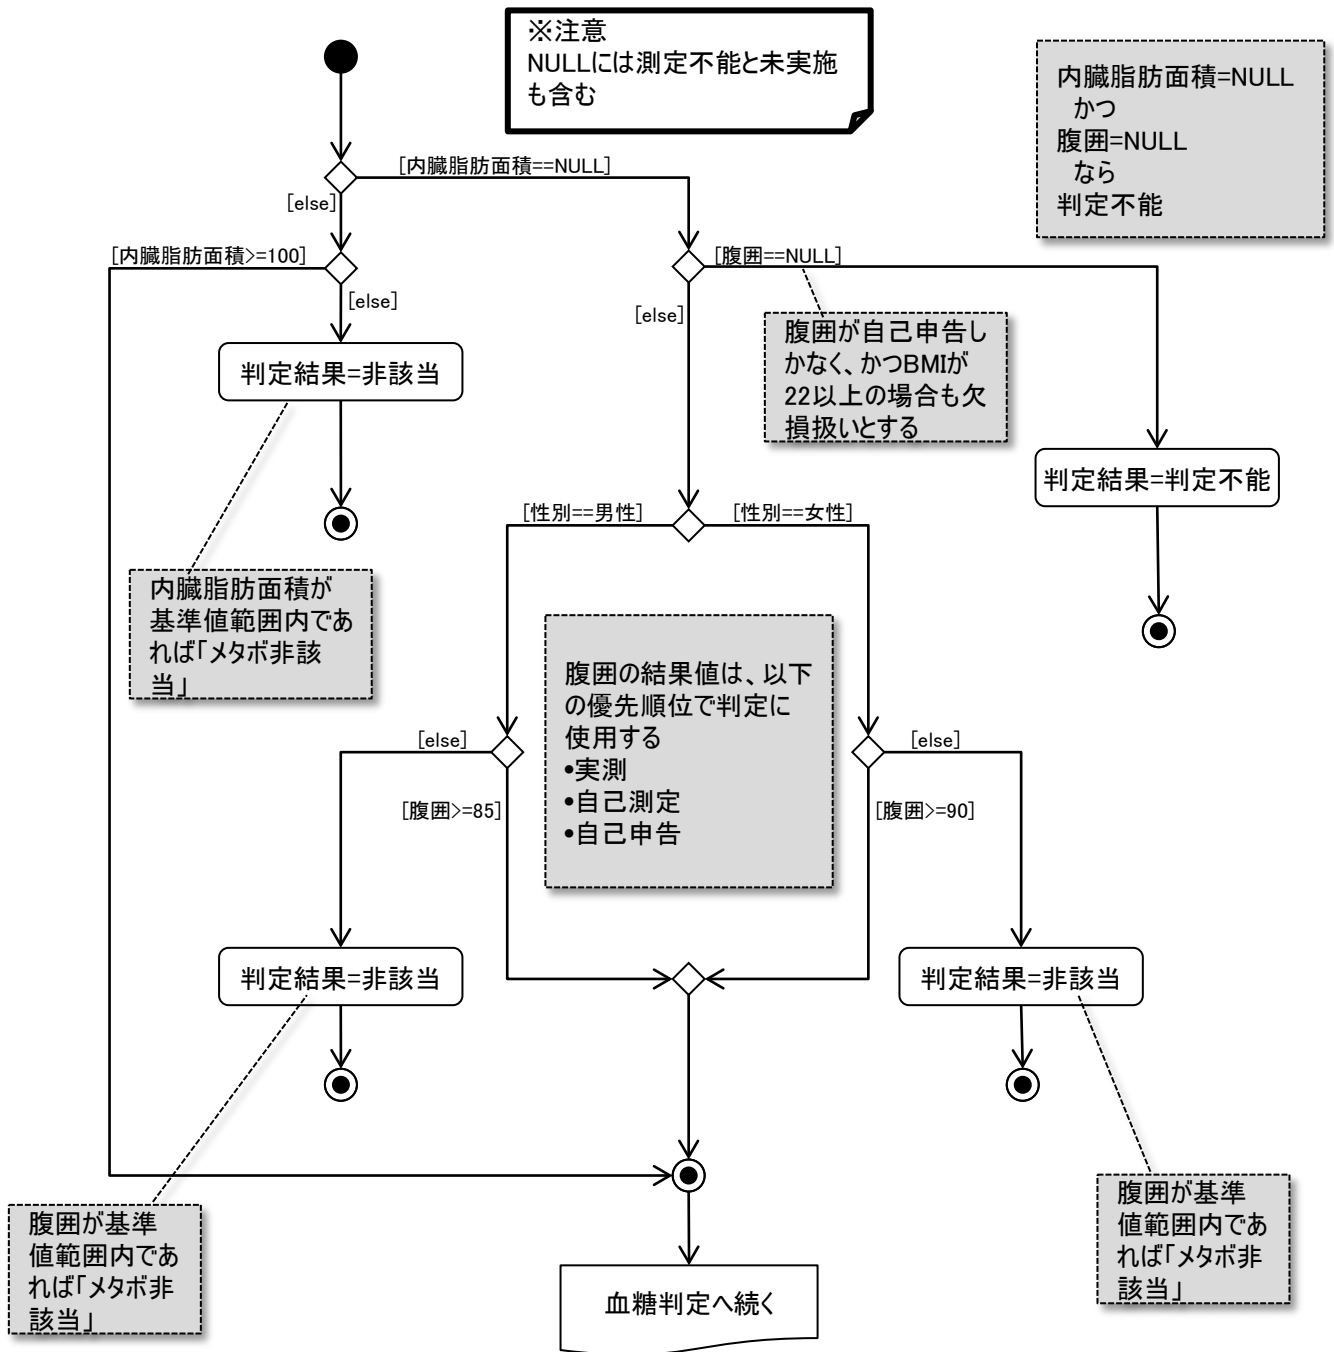 ※注意
NULLには測定不能と未実施
も含む
内臓脂肪面積=NULL
かつ
腹囲=NULL
なら
判定不能
[内臓脂肪面積==NULL]
[else]
[内臓脂肪面積>=100]
[腹囲==NULL]
[else]
[else]
腹囲が自己申告し
かなく、かつBMIが
22以上の場合も欠
損扱いとする
判定結果=非該当
判定結果=判定不能
[性別==男性]
[性別==女性]
内臓脂肪面積が
基準値範囲内であ
れば「メタボ非該
当」
腹囲の結果値は、以下
の優先順位で判定に
使用する
•実測
•自己測定
•自己申告
[else]
[else]
[腹囲>=85]
[腹囲>=90]
判定結果=非該当
判定結果=非該当
腹囲が基準
値範囲内であ
れば「メタボ非
該当」
腹囲が基準
値範囲内であ
れば「メタボ非
該当」
血糖判定へ続く